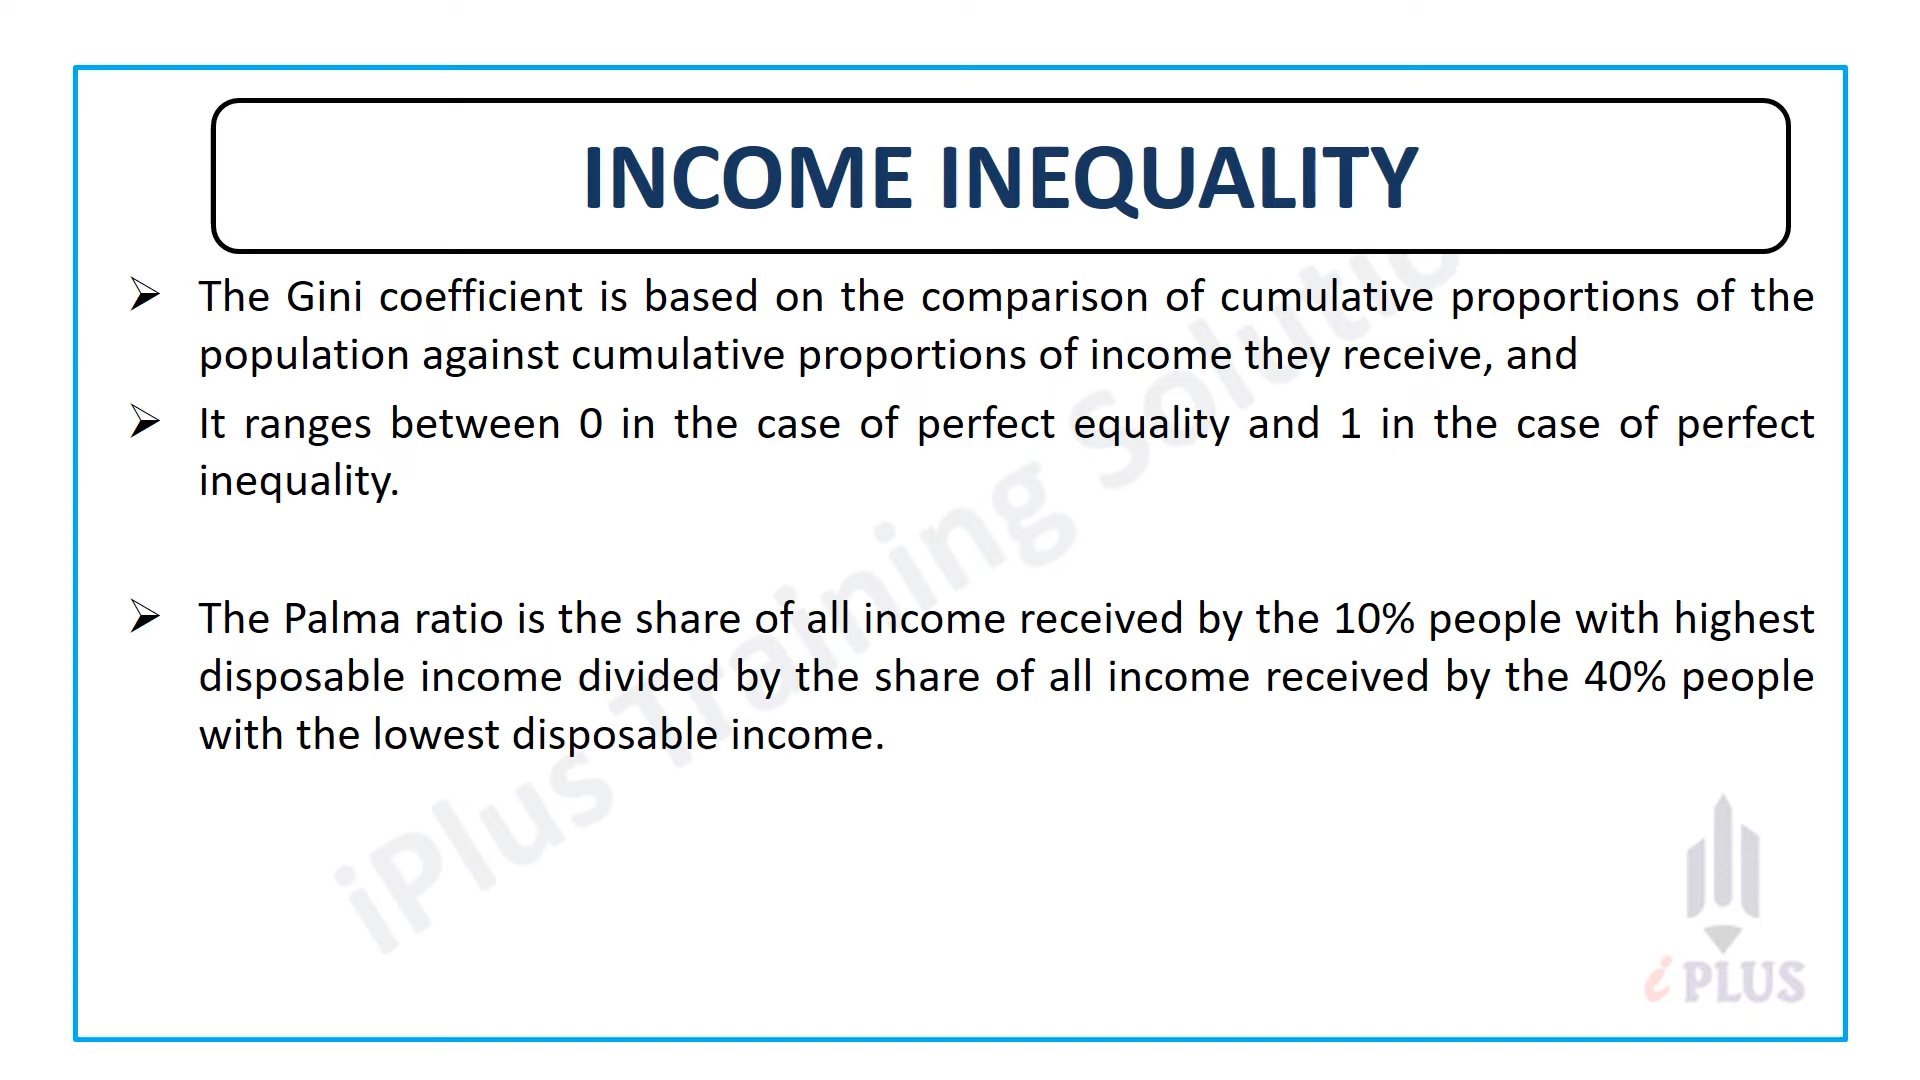 INCOME INEQUALITY
➢ The Gini coefficient is based on the comparison of cumulative proportions of the
population against cumulative proportions of income they receive, and
➢ It ranges between 0 in the case of perfect equality and 1 in the case of perfect
inequality.
➢ The Palma ratio is the share of all income received by the 10% people with highest
disposable income divided by the share of all income received by the 40% people
with the lowest disposable income.
iPlus Training Solutio
i PLUS